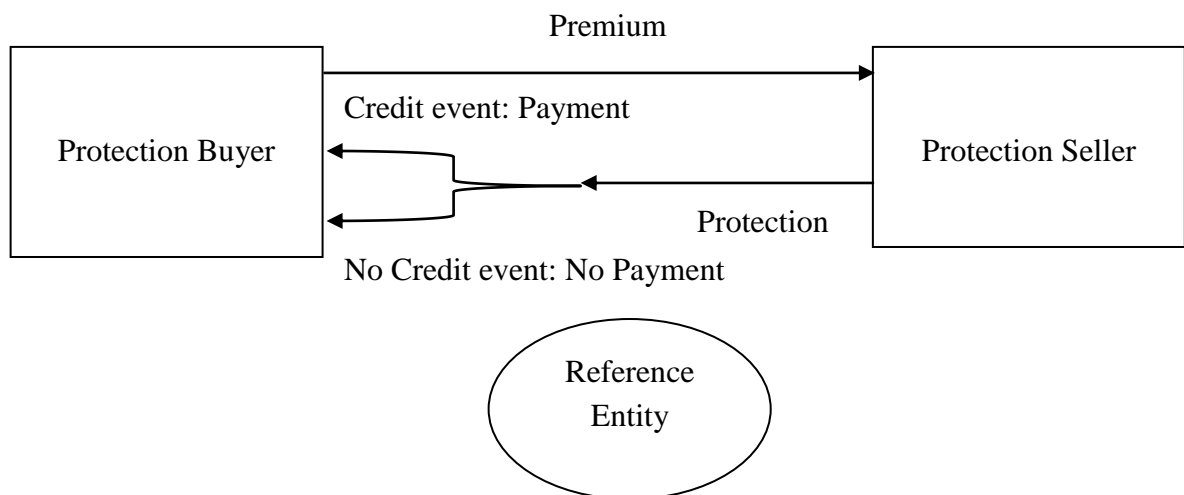 Premium
Credit event: Payment
Protection Buyer
Protection Seller
Protection
No Credit event: No Payment
Reference
Entity